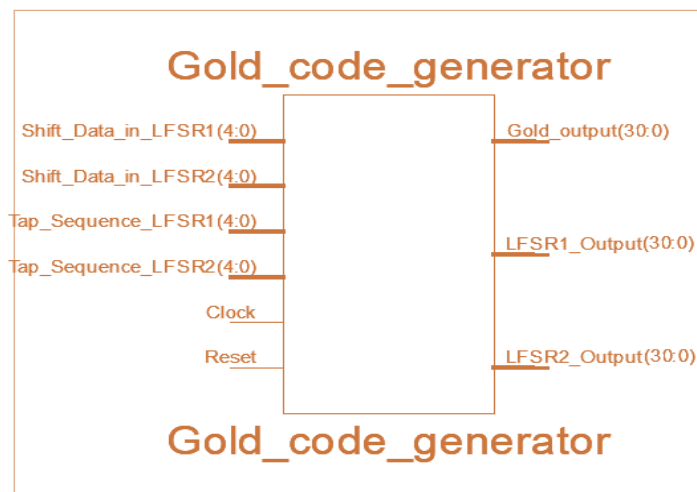 Gold_code_generator
Shift_Data_in_LFSR1(4:0)
Shift_Data_in_LFSR2(4:0)
Tap_Sequence_LFSR1(4:0)
Tap_Sequence_LFSR2(4:0)
Clock
Reset
Gold_output(30:0)
LFSR1_Output(30:0)
LFSR2_Output(30:0)
Gold_code_generator